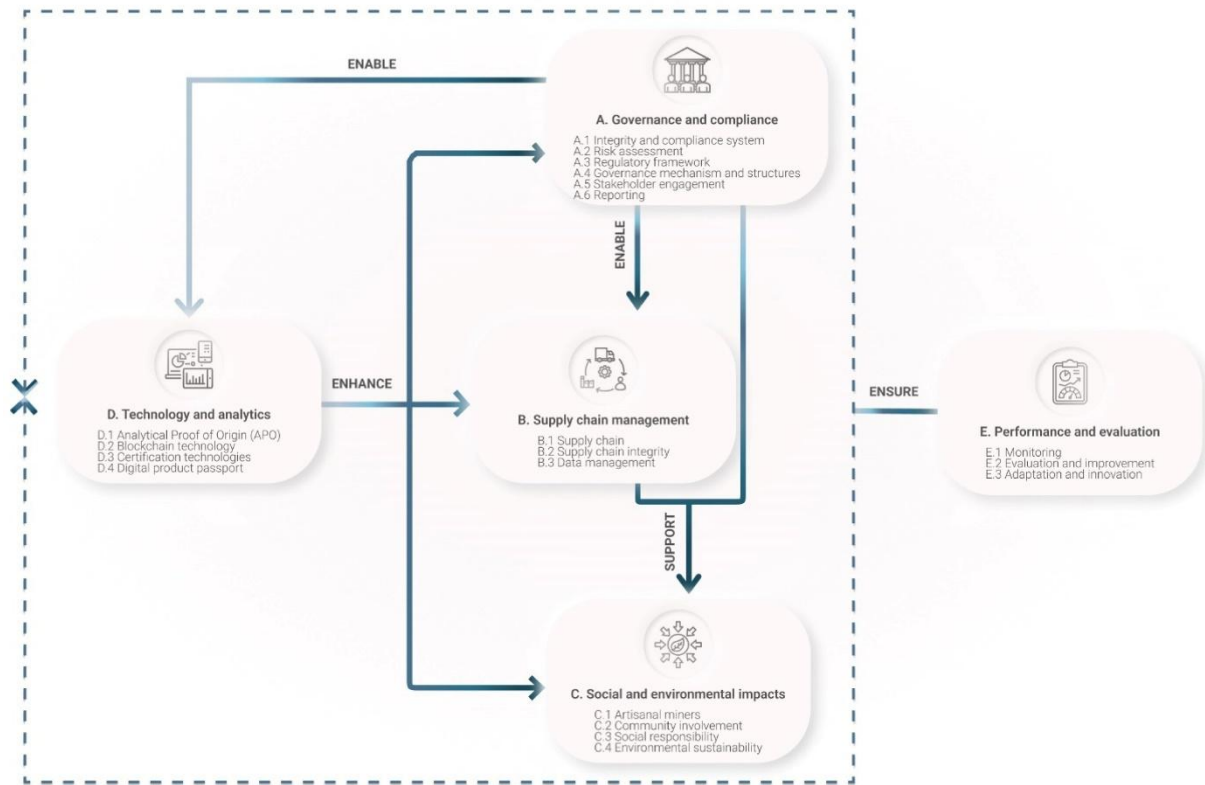 ENABLE
A. Governance and compliance
A.1 Integrity and compliance system
A.2 Risk assessment
A.3 Regulatory framework
A.4 Governance mechanism and structures
A.5 Stakeholder engagement
A.6 Reporting
ENABLE
D. Technology and analytics
D.1 Analytical Proof of Origin (APO)
D.2 Blockchain technology
D.3 Certification technologies
D.4 Digital product passport
ENHANCE
B. Supply chain management
B.1 Supply chain
B.2 Supply chain integrity
B.3 Data management
ENSURE
E. Performance and evaluation
E.1 Monitoring
E.2 Evaluation and improvement
E.3 Adaptation and innovation
SUPPORT
C. Social and environmental impacts
C.1 Artisanal miners
C.2 Community involvement
C.3 Social responsibility
C.4 Environmental sustainability